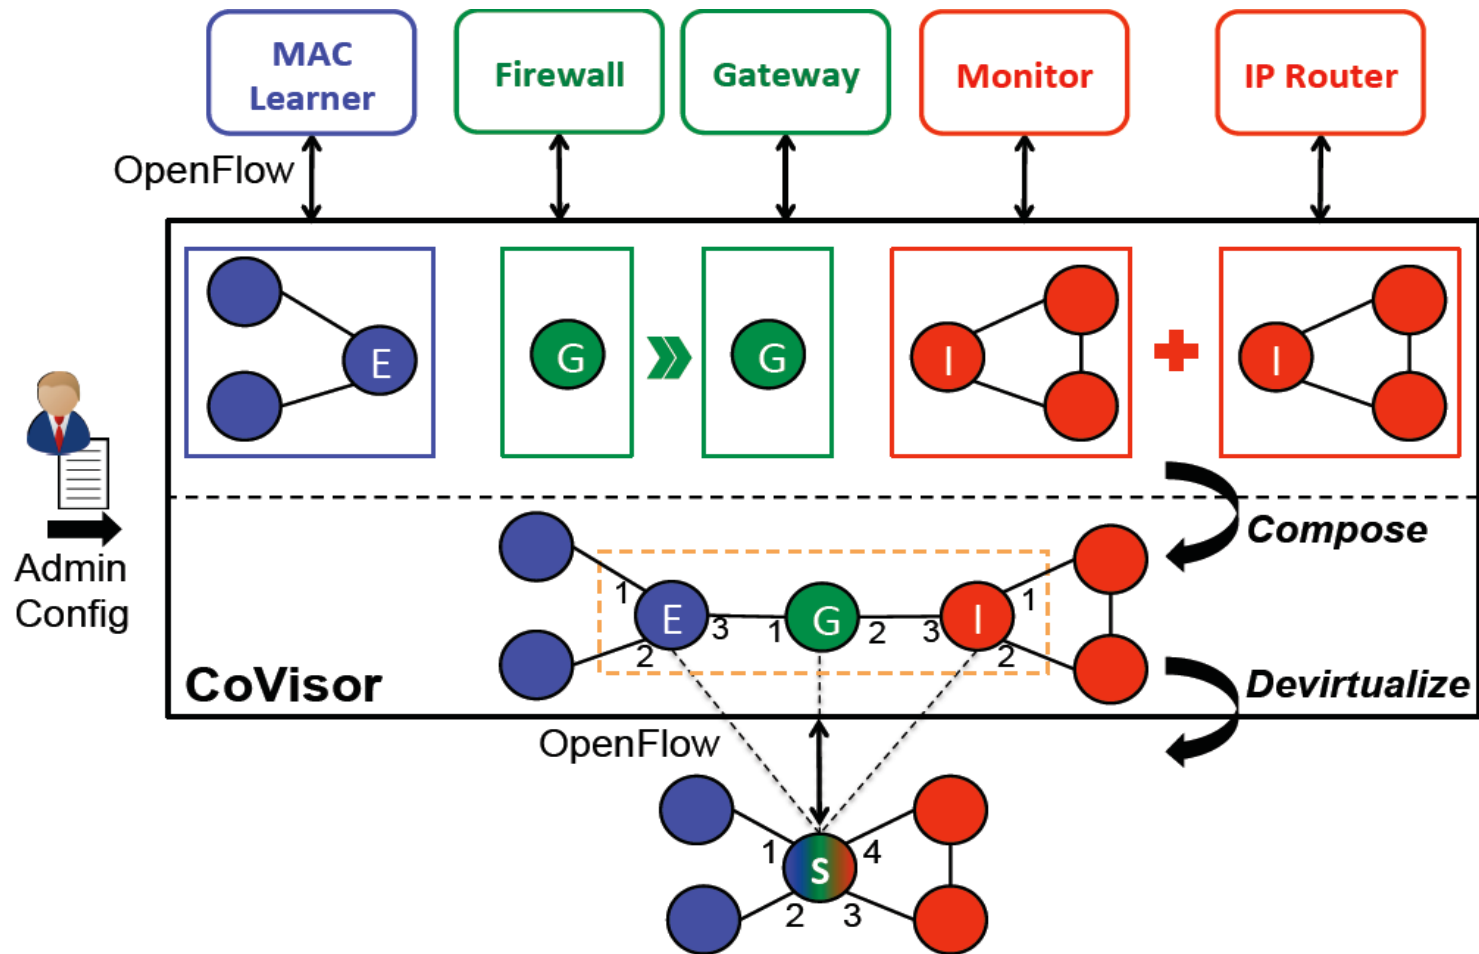 MAC
Learner
Firewall
Gateway
Monitor
IP Router
OpenFlow
E
G
G
I
I
Admin
Config
Compose
1
E
3
2
1
G
2
3
I
1
2
CoVisor
Devirtualize
OpenFlow
1
S
4
2
3